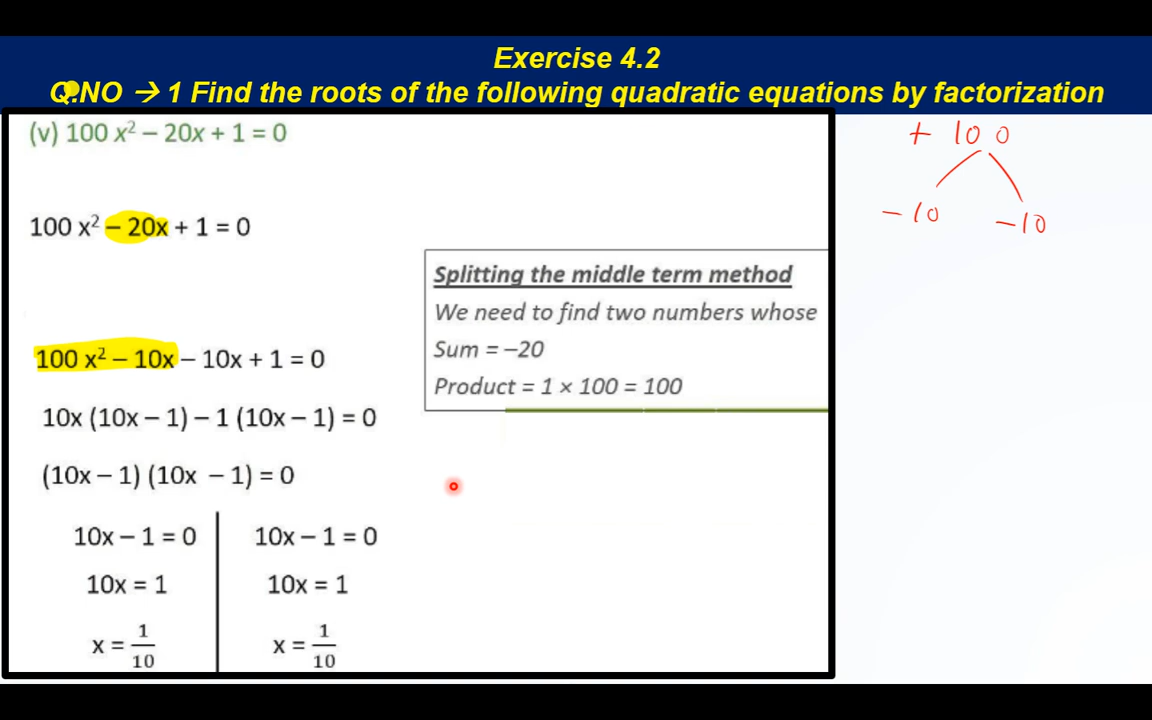 Exercise 4.2
Q.NO → 1 Find the roots of the following quadratic equations by factorization
(v) 100 x² – 20x + 1 = 0
+ 100
– 10 – 10
100 x² – 20x + 1 = 0
Splitting the middle term method
We need to find two numbers whose
Sum = –20
Product = 1 × 100 = 100
100 x² – 10x – 10x + 1 = 0
10x (10x – 1) – 1 (10x – 1) = 0
(10x – 1) (10x – 1) = 0
10x – 1 = 0
10x = 1
x = 1/10
10x – 1 = 0
10x = 1
x = 1/10